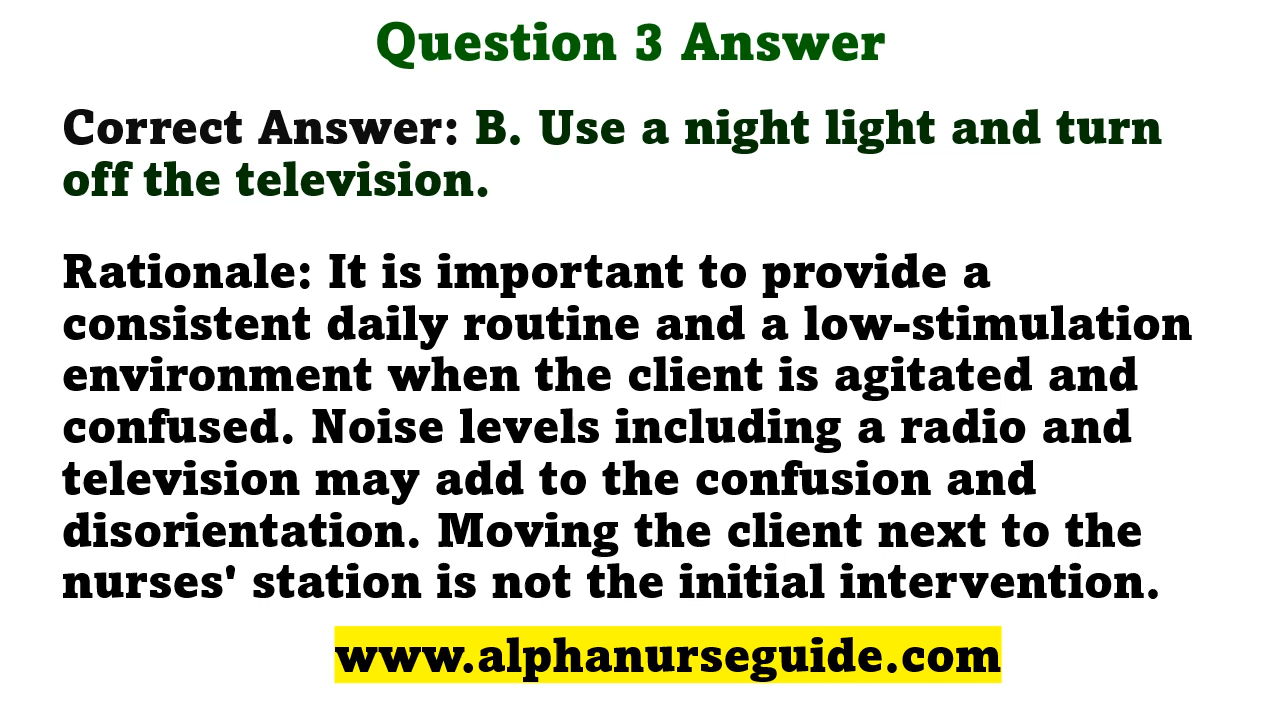 Question 3 Answer
Correct Answer: B. Use a night light and turn
off the television.
Rationale: It is important to provide a
consistent daily routine and a low-stimulation
environment when the client is agitated and
confused. Noise levels including a radio and
television may add to the confusion and
disorientation. Moving the client next to the
nurses' station is not the initial intervention.
www.alphanurseguide.com